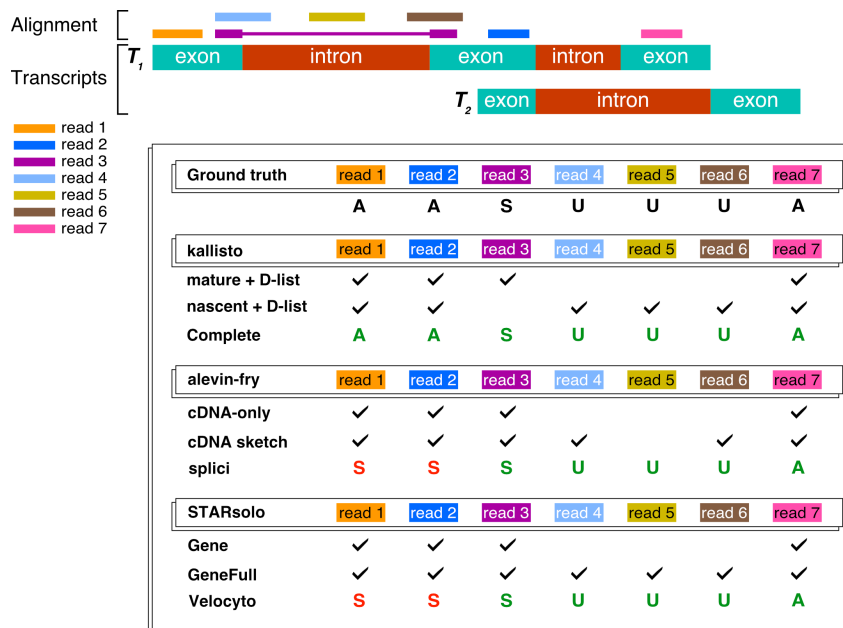 Alignment
T1 exon intron exon intron exon
Transcripts
T2 exon intron exon
read 1
read 2
read 3
read 4
read 5
read 6
read 7
Ground truth read 1 read 2 read 3 read 4 read 5 read 6 read 7
A A S U U U A
kallisto read 1 read 2 read 3 read 4 read 5 read 6 read 7
mature + D-list ✓ ✓ ✓ ✓
nascent + D-list ✓ ✓ ✓ ✓ ✓ ✓
Complete A A S U U U A
alevin-fry read 1 read 2 read 3 read 4 read 5 read 6 read 7
cDNA-only ✓ ✓ ✓ ✓
cDNA sketch ✓ ✓ ✓ ✓ ✓ ✓
splici S S S U U U A
STARsolo read 1 read 2 read 3 read 4 read 5 read 6 read 7
Gene ✓ ✓ ✓ ✓
GeneFull ✓ ✓ ✓ ✓ ✓ ✓ ✓
Velocyto S S S U U U A